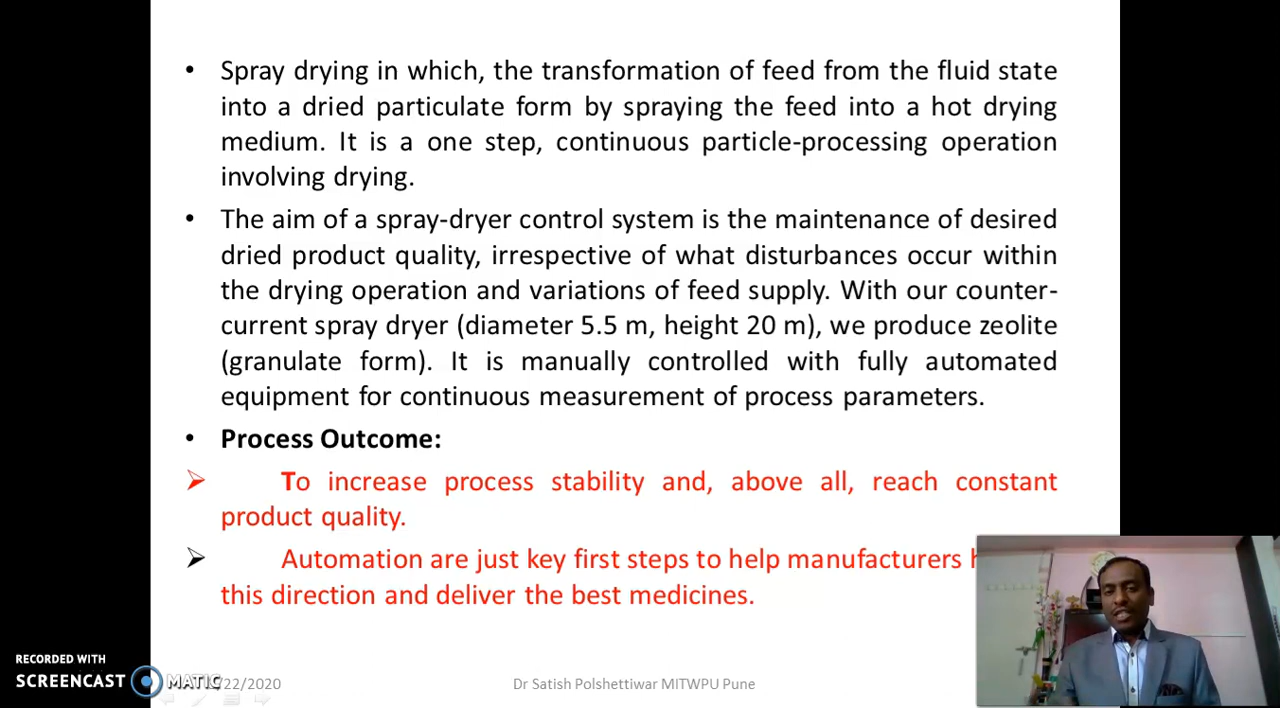 • Spray drying in which, the transformation of feed from the fluid state
into a dried particulate form by spraying the feed into a hot drying
medium. It is a one step, continuous particle-processing operation
involving drying.
• The aim of a spray-dryer control system is the maintenance of desired
dried product quality, irrespective of what disturbances occur within
the drying operation and variations of feed supply. With our counter-
current spray dryer (diameter 5.5 m, height 20 m), we produce zeolite
(granulate form). It is manually controlled with fully automated
equipment for continuous measurement of process parameters.
• Process Outcome:
➢ To increase process stability and, above all, reach constant
product quality.
➢ Automation are just key first steps to help manufacturers
this direction and deliver the best medicines.
RECORDED WITH
SCREENCAST MATIC
/22/2020
Dr Satish Polshettiwar MITWPU Pune